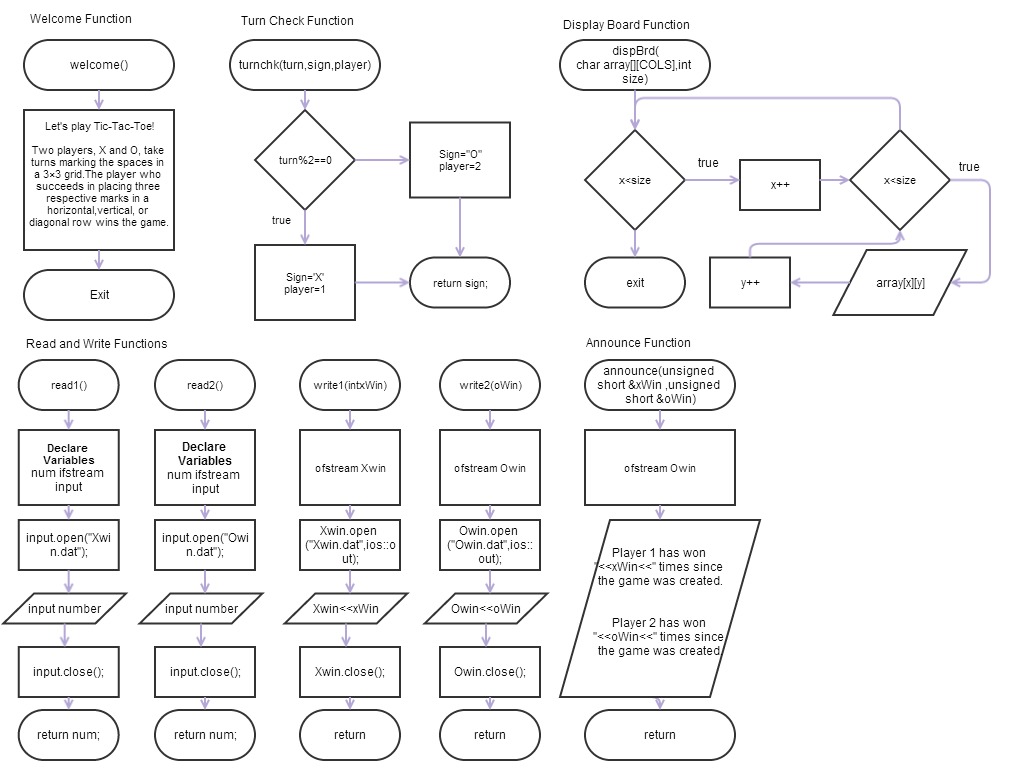 Welcome Function
welcome()
Let's play Tic-Tac-Toe!
Two players, X and O, take
turns marking the spaces in
a 3×3 grid.The player who
succeeds in placing three
respective marks in a
horizontal,vertical, or
diagonal row wins the game.
Exit
Turn Check Function
turnchk(turn,sign,player)
turn%2==0
true
Sign="O"
player=2
Sign='X'
player=1
return sign;
Display Board Function
dispBrd(
char array[][COLS],int
size)
x<size
true
x++
x<size
true
exit
y++
array[x][y]
Read and Write Functions
read1()
Declare
Variables
num ifstream
input
input.open("Xwi
n.dat");
input number
input.close();
return num;
read2()
Declare
Variables
num ifstream
input
input.open("Owi
n.dat");
input number
input.close();
return num;
write1(intxWin)
ofstream Xwin
Xwin.open
("Xwin.dat",ios::o
ut);
Xwin<<xWin
Xwin.close();
return
write2(oWin)
ofstream Owin
Owin.open
("Owin.dat",ios::
out);
Owin<<oWin
Owin.close();
return
Announce Function
announce(unsigned
short &xWin ,unsigned
short &oWin)
ofstream Owin
Player 1 has won
"<<xWin<<" times since
the game was created.
Player 2 has won
"<<oWin<<" times since
the game was created.
return